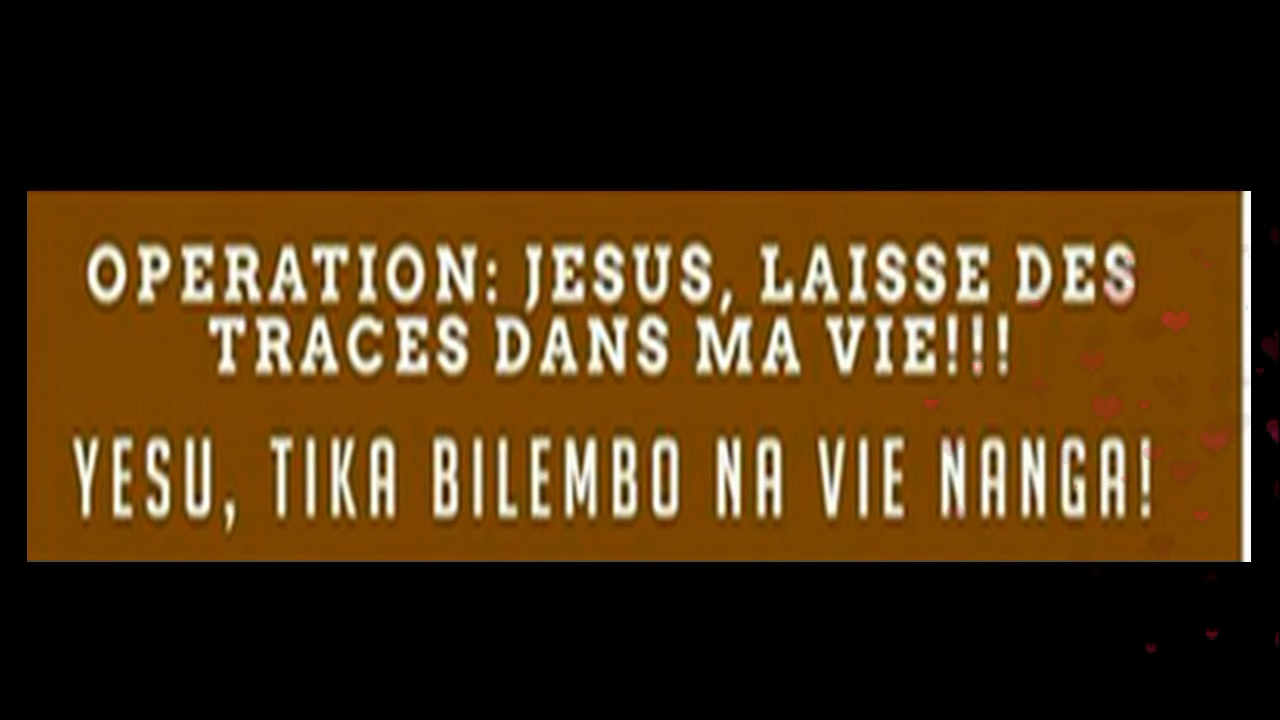 OPERATION: JESUS, LAISSE DES
TRACES DANS MA VIE!!!
YESU, TIKA BILEMBO NA VIE NANGA!